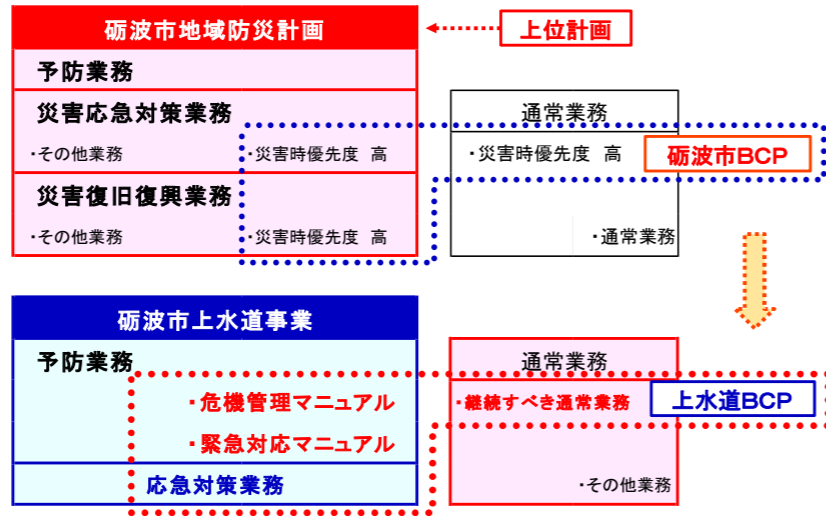 砺波市地域防災計画
上位計画
予防業務
災害応急対策業務
・その他業務
・災害時優先度 高
災害復旧復興業務
・その他業務
・災害時優先度 高
通常業務
・災害時優先度 高
砺波市BCP
・通常業務
砺波市上水道事業
予防業務
・危機管理マニュアル
・緊急対応マニュアル
応急対策業務
通常業務
・継続すべき通常業務
上水道BCP
・その他業務